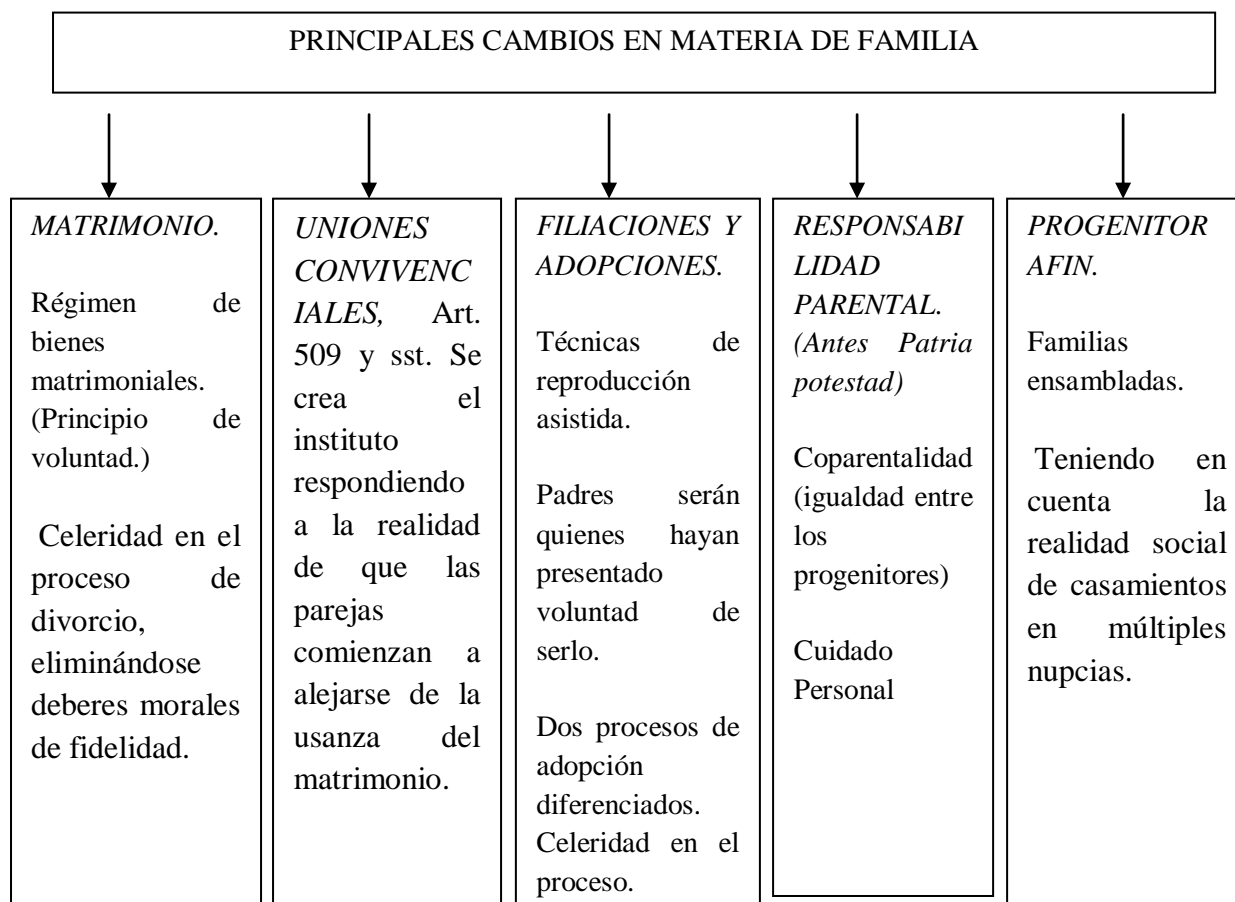 PRINCIPALES CAMBIOS EN MATERIA DE FAMILIA
MATRIMONIO.
Régimen de
bienes
matrimoniales.
(Principio de
voluntad.)
Celeridad en el
proceso de
divorcio,
eliminándose
deberes morales
de fidelidad.
UNIONES
CONVIVENC
IALES, Art.
509 y sst. Se
crea el
instituto
respondiendo
a la realidad
de que las
parejas
comienzan a
alejarse de la
usanza del
matrimonio.
FILIACIONES Y
ADOPCIONES.
Técnicas de
reproducción
asistida.
Padres serán
quienes hayan
presentado
voluntad de
serlo.
Dos procesos de
adopción
diferenciados.
Celeridad en el
proceso.
RESPONSABI
LIDAD
PARENTAL.
(Antes Patria
potestad)
Coparentalidad
(igualdad entre
los
progenitores)
Cuidado
Personal
PROGENITOR
AFIN.
Familias
ensambladas.
Teniendo en
cuenta la
realidad social
de casamientos
en múltiples
nupcias.